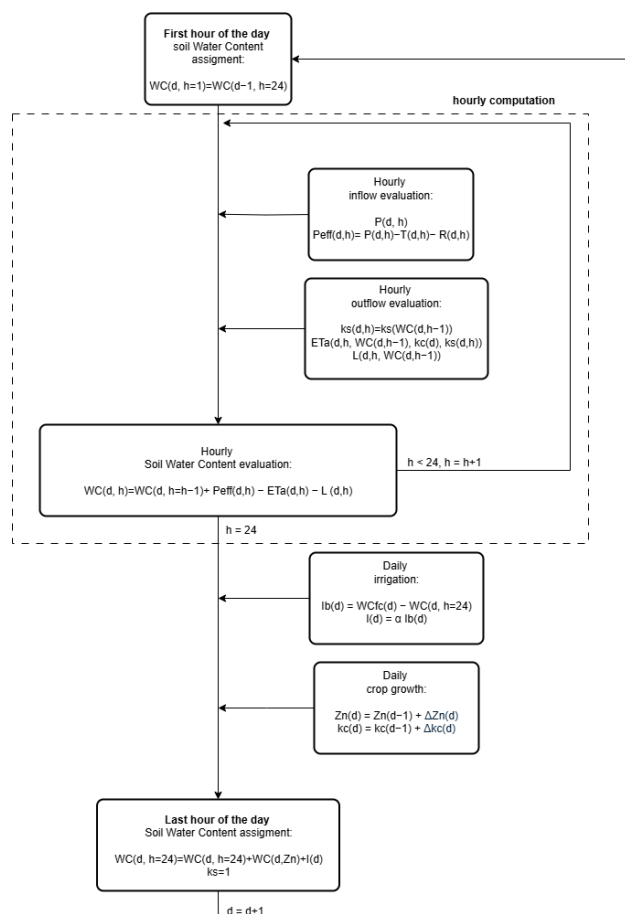 First hour of the day
soil Water Content
assigment:
WC(d, h=1)=WC(d−1, h=24)
hourly computation
Hourly
inflow evaluation:
P(d, h)
Peff(d,h)= P(d,h)−T(d,h)− R(d,h)
Hourly
outflow evaluation:
ks(d,h)=ks(WC(d,h−1))
ETa(d,h, WC(d,h−1), kc(d), ks(d,h))
L(d,h, WC(d,h−1))
Hourly
Soil Water Content evaluation:
WC(d, h)=WC(d, h=h−1)+ Peff(d,h) − ETa(d,h) − L (d,h)
h < 24, h = h+1
h = 24
Daily
irrigation:
Ib(d) = WCfc(d) − WC(d, h=24)
I(d) = α Ib(d)
Daily
crop growth:
Zn(d) = Zn(d−1) + ΔZn(d)
kc(d) = kc(d−1) + Δkc(d)
Last hour of the day
Soil Water Content assigment:
WC(d, h=24)=WC(d, h=24)+WC(d,Zn)+I(d)
ks=1
d = d+1